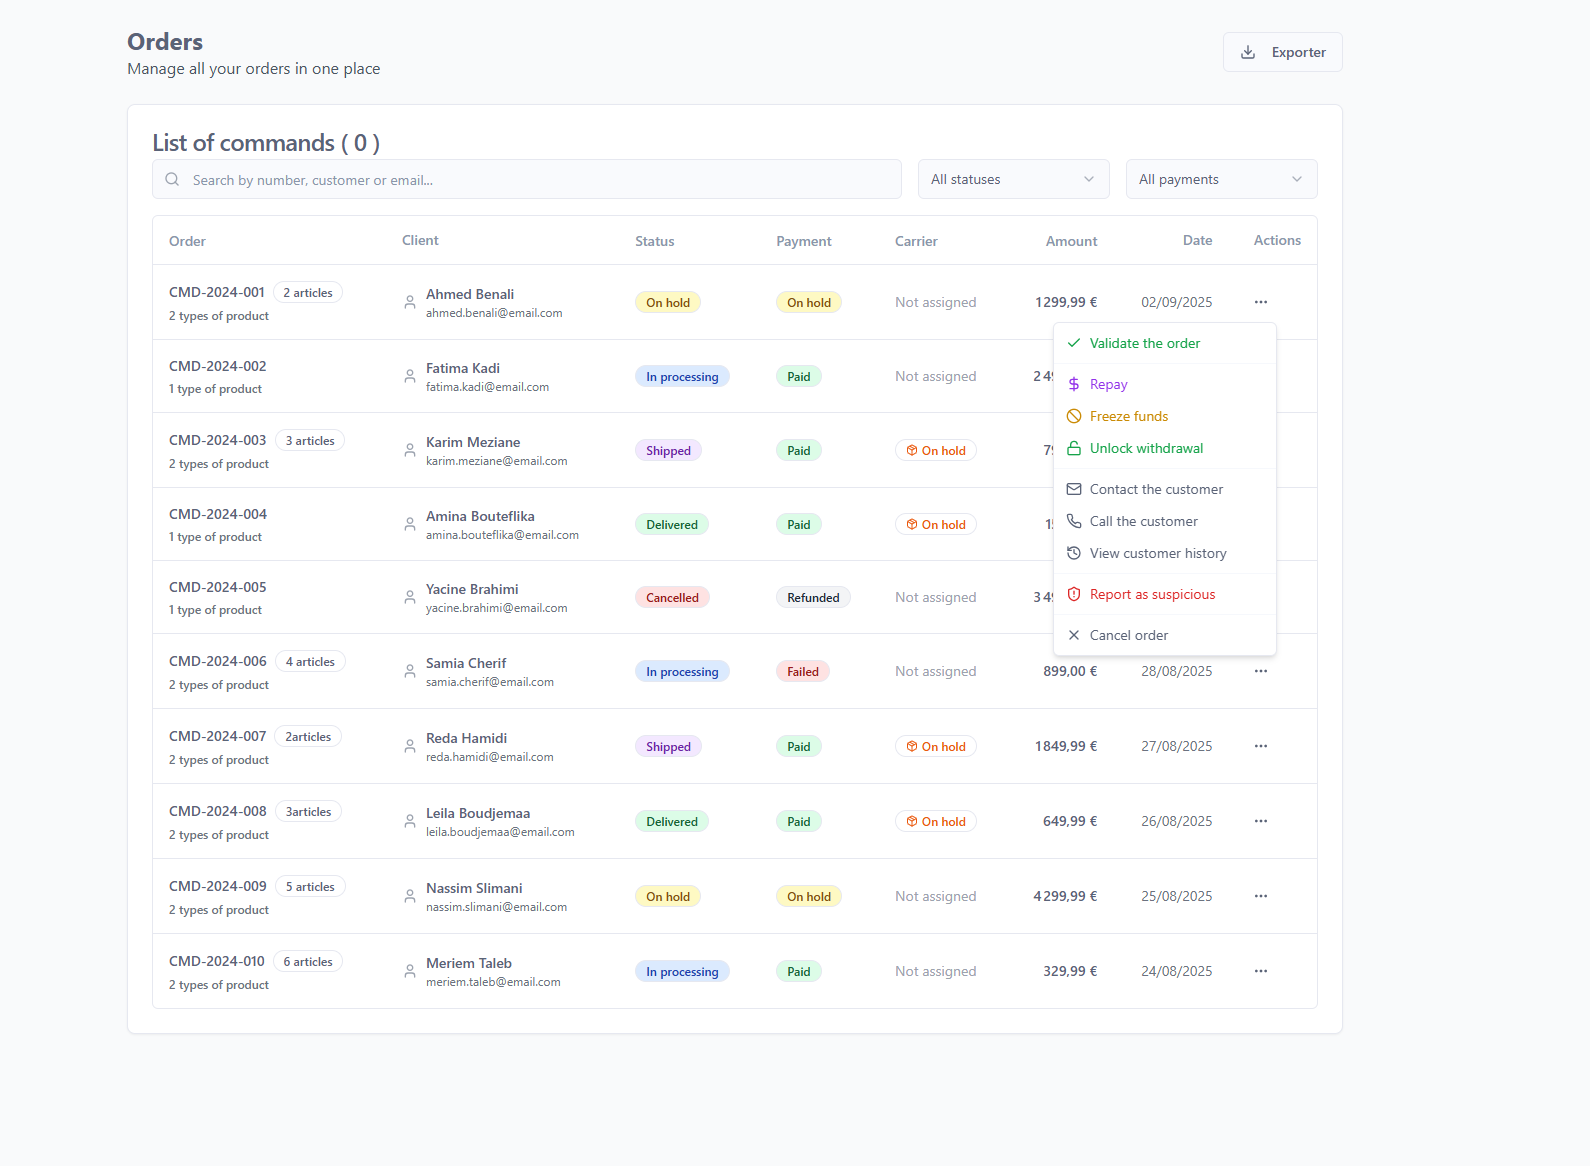 Orders
Manage all your orders in one place
Exporter
List of commands ( 0 )
Search by number, customer or email...
All statuses
All payments
Order Client Status Payment Carrier Amount Date Actions
CMD-2024-001 2 articles
2 types of product
Ahmed Benali
ahmed.benali@email.com
On hold
On hold
Not assigned
1299,99 €
02/09/2025
Validate the order
Repay
Freeze funds
Unlock withdrawal
Contact the customer
Call the customer
View customer history
Report as suspicious
Cancel order
CMD-2024-002
1 type of product
Fatima Kadi
fatima.kadi@email.com
In processing
Paid
Not assigned
CMD-2024-003 3 articles
2 types of product
Karim Meziane
karim.meziane@email.com
Shipped
Paid
On hold
CMD-2024-004
1 type of product
Amina Bouteflika
amina.bouteflika@email.com
Delivered
Paid
On hold
CMD-2024-005
1 type of product
Yacine Brahimi
yacine.brahimi@email.com
Cancelled
Refunded
Not assigned
CMD-2024-006 4 articles
2 types of product
Samia Cherif
samia.cherif@email.com
In processing
Failed
Not assigned
899,00 €
28/08/2025
CMD-2024-007 2articles
2 types of product
Reda Hamidi
reda.hamidi@email.com
Shipped
Paid
On hold
1849,99 €
27/08/2025
CMD-2024-008 3articles
2 types of product
Leila Boudjemaa
leila.boudjemaa@email.com
Delivered
Paid
On hold
649,99 €
26/08/2025
CMD-2024-009 5 articles
2 types of product
Nassim Slimani
nassim.slimani@email.com
On hold
On hold
Not assigned
4 299,99 €
25/08/2025
CMD-2024-010 6 articles
2 types of product
Meriem Taleb
meriem.taleb@email.com
In processing
Paid
Not assigned
329,99 €
24/08/2025